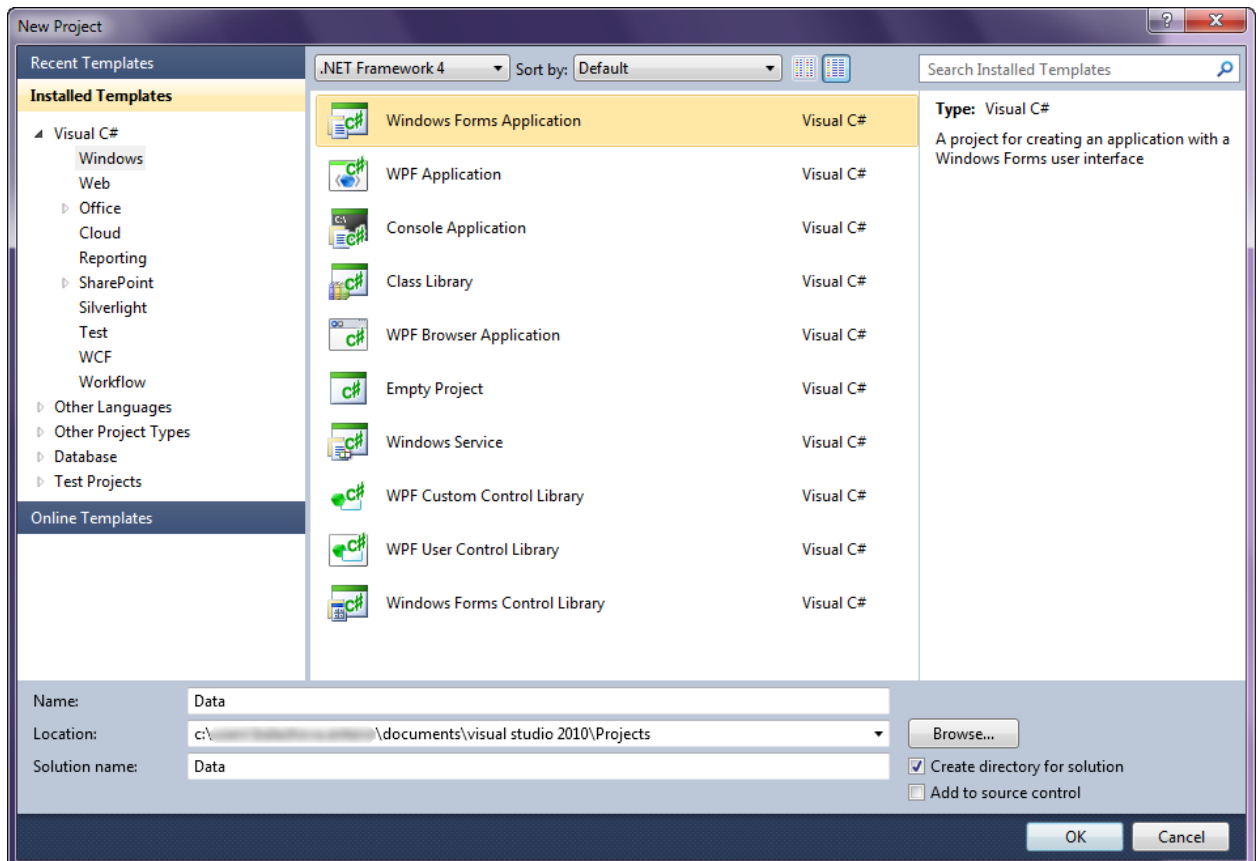 New Project
Recent Templates
Installed Templates
Visual C#
Windows
Web
Office
Cloud
Reporting
SharePoint
Silverlight
Test
WCF
Workflow
Other Languages
Other Project Types
Database
Test Projects
Online Templates
.NET Framework 4 Sort by: Default
Windows Forms Application Visual C#
WPF Application Visual C#
Console Application Visual C#
Class Library Visual C#
WPF Browser Application Visual C#
Empty Project Visual C#
Windows Service Visual C#
WPF Custom Control Library Visual C#
WPF User Control Library Visual C#
Windows Forms Control Library Visual C#
Search Installed Templates
Type: Visual C#
A project for creating an application with a
Windows Forms user interface
Name: Data
Location: c:\ \documents\visual studio 2010\Projects Browse...
Solution name: Data
Create directory for solution
Add to source control
OK Cancel